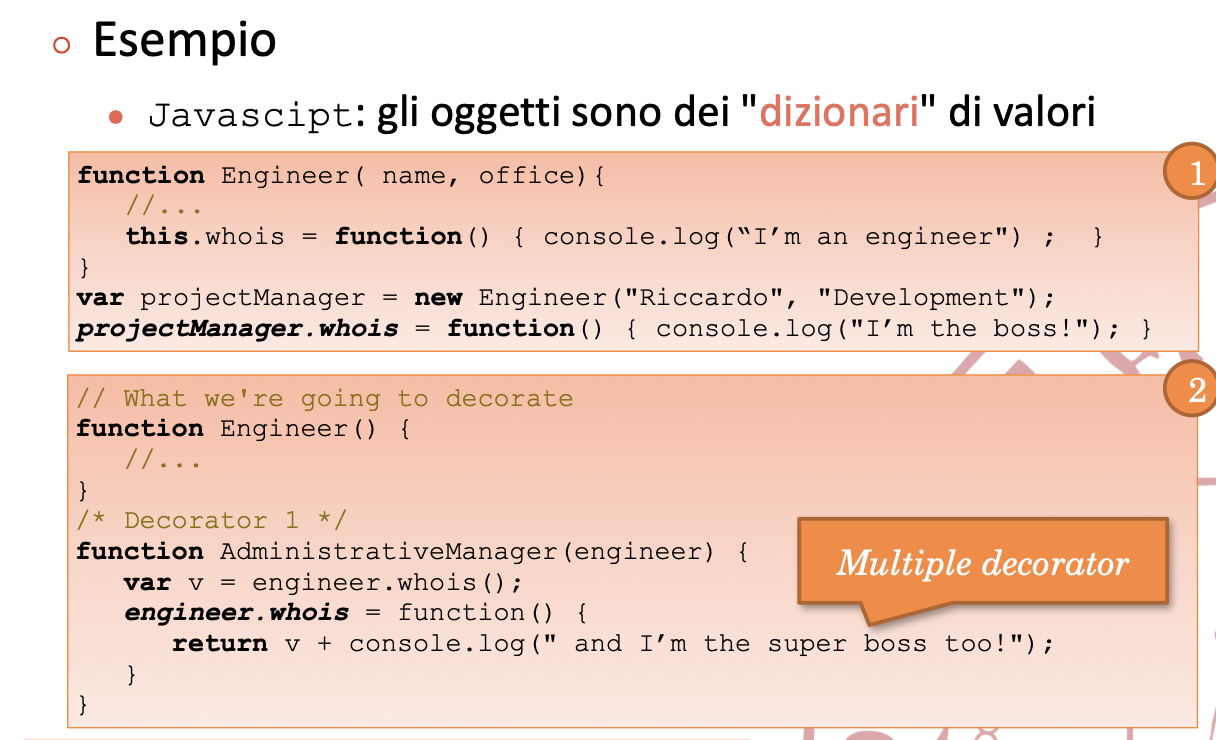 Esempio
Javascipt: gli oggetti sono dei "dizionari" di valori
1
function Engineer( name, office){
//...
this.whois = function() { console.log(“I’m an engineer") ;  }
}
var projectManager = new Engineer("Riccardo", "Development");
projectManager.whois = function() { console.log("I’m the boss!"); }
2
// What we're going to decorate
function Engineer() {
//...
}
/* Decorator 1 */
function AdministrativeManager(engineer) {
var v = engineer.whois();
engineer.whois = function() {
return v + console.log(" and I’m the super boss too!");
}
}
Multiple decorator